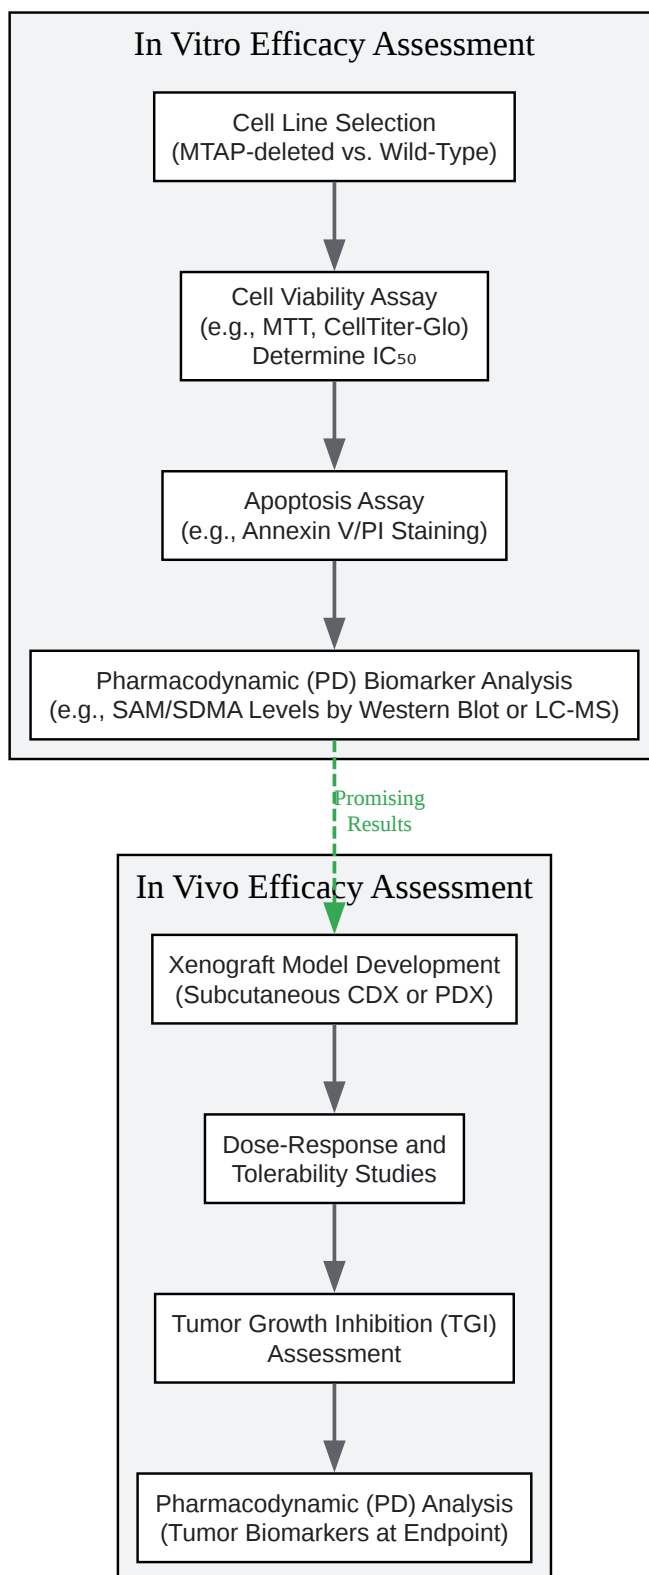 In Vitro Efficacy Assessment
Cell Line Selection
(MTAP-deleted vs. Wild-Type)
Cell Viability Assay
(e.g., MTT, CellTiter-Glo)
Determine IC₅₀
Apoptosis Assay
(e.g., Annexin V/PI Staining)
Pharmacodynamic (PD) Biomarker Analysis
(e.g., SAM/SDMA Levels by Western Blot or LC-MS)
Promising
Results
In Vivo Efficacy Assessment
Xenograft Model Development
(Subcutaneous CDX or PDX)
Dose-Response and
Tolerability Studies
Tumor Growth Inhibition (TGI)
Assessment
Pharmacodynamic (PD) Analysis
(Tumor Biomarkers at Endpoint)